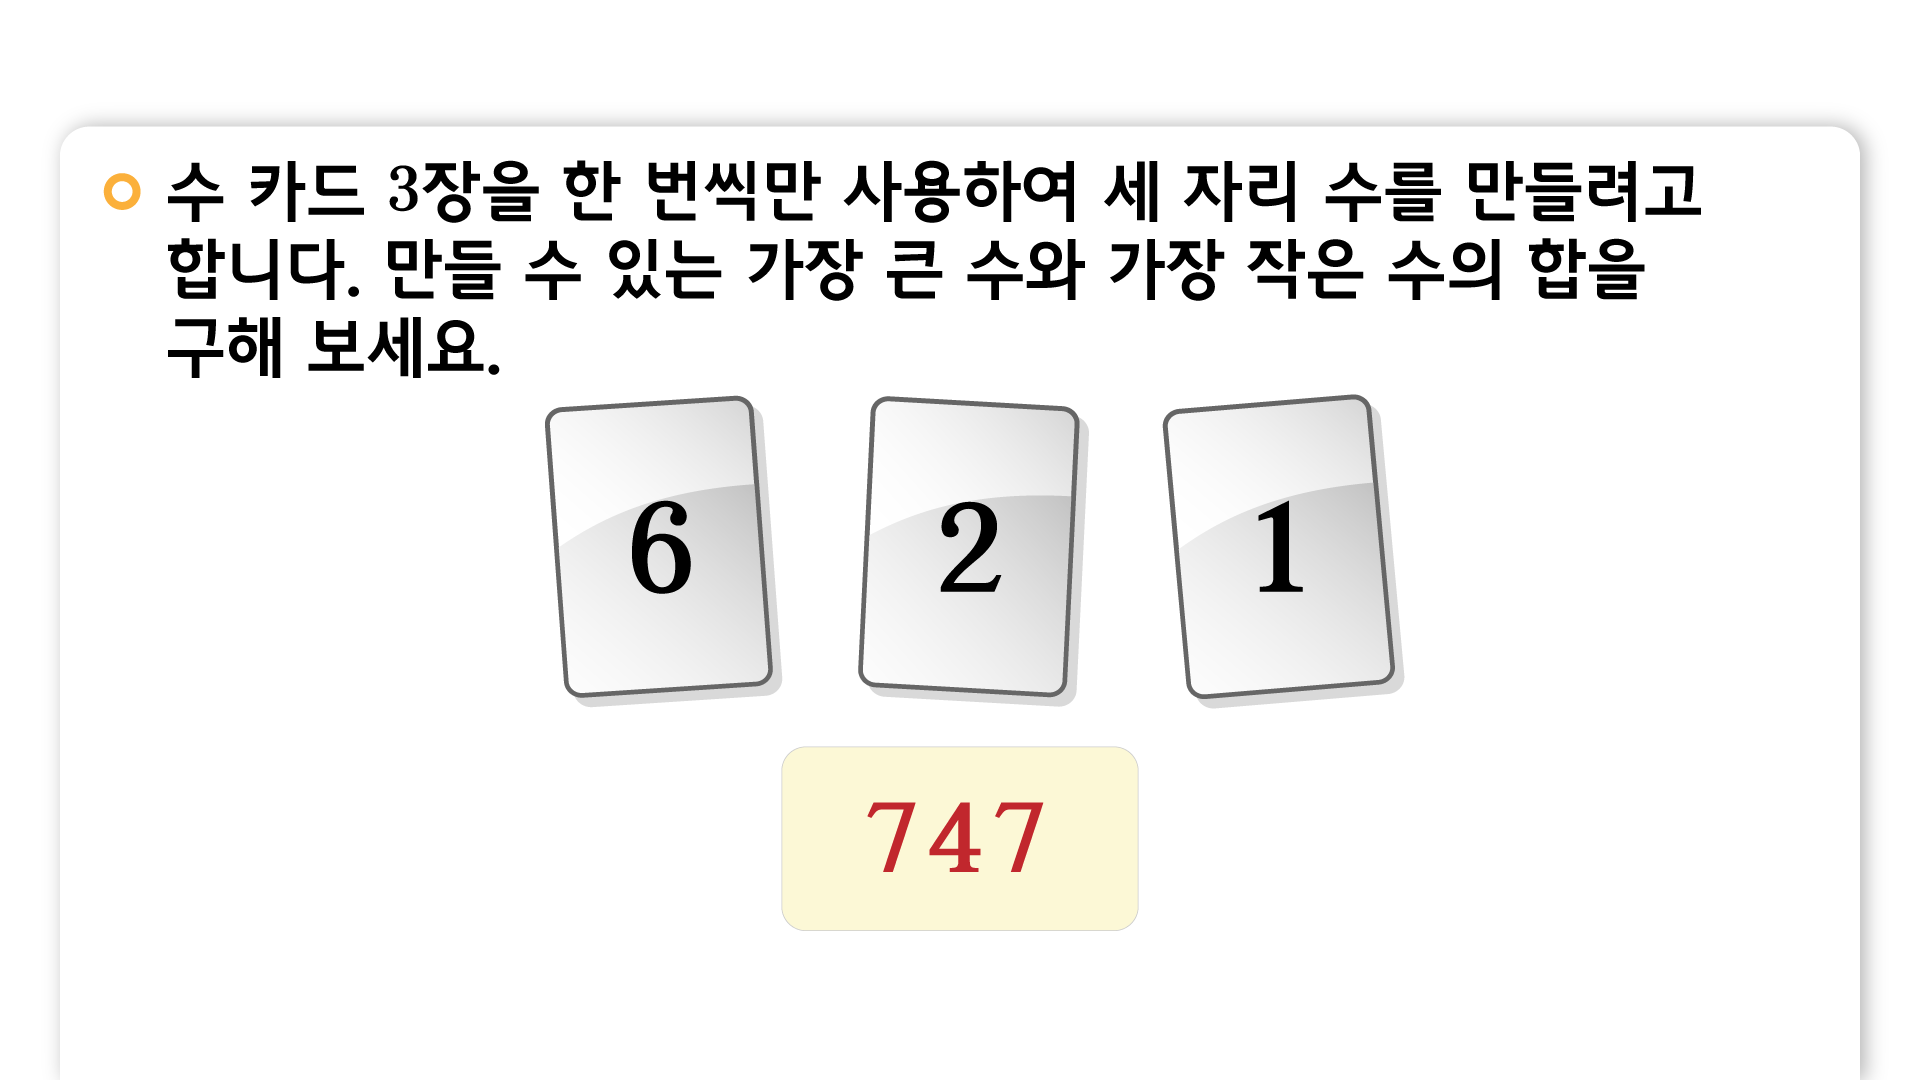 수 카드 3장을 한 번씩만 사용하여 세 자리 수를 만들려고
합니다. 만들 수 있는 가장 큰 수와 가장 작은 수의 합을
구해 보세요.
6 2 1
747